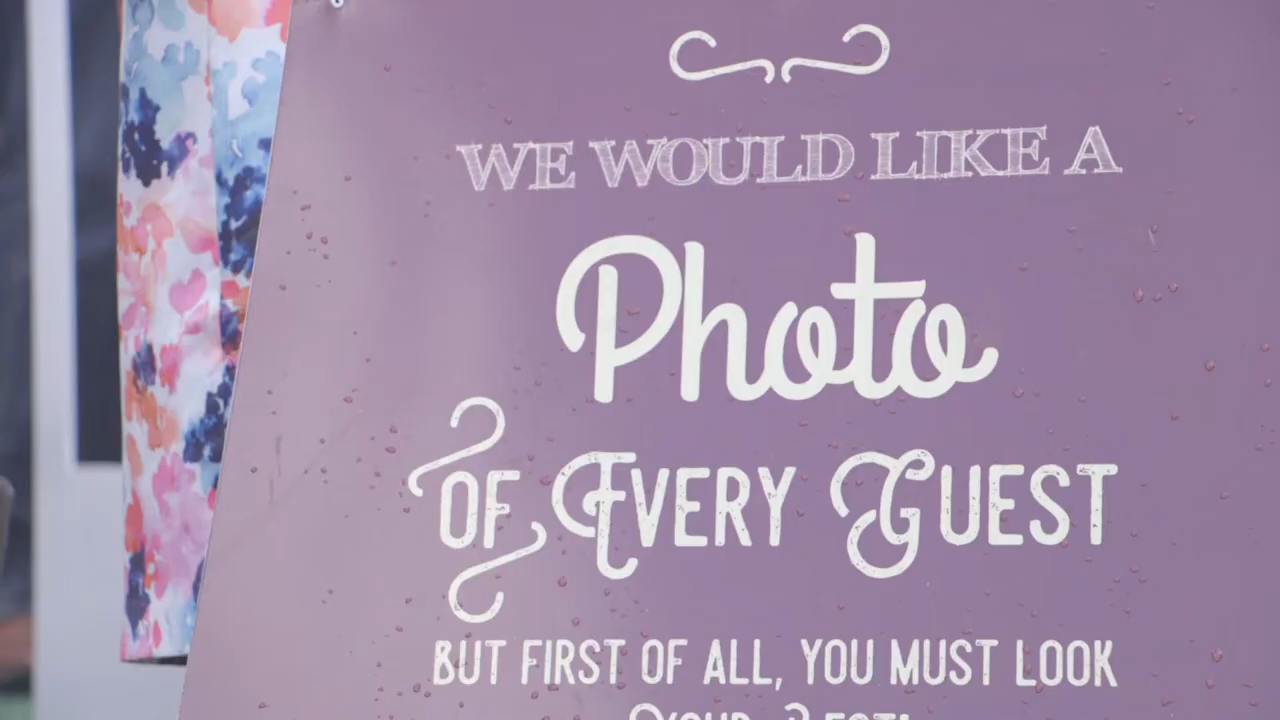 WE WOULD LIKE A
Photo
OF EVERY GUEST
BUT FIRST OF ALL, YOU MUST LOOK